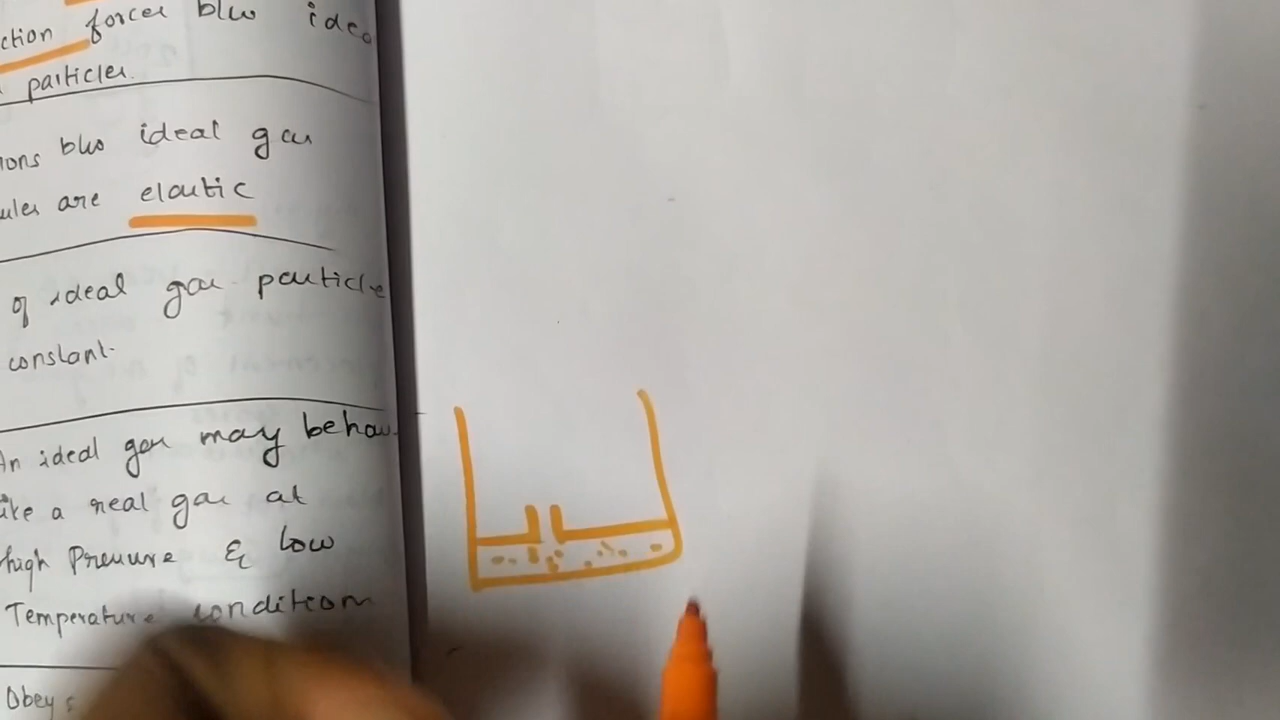 ction forces b/w idea
particles.
ions b/w ideal gas
ules are elastic
of ideal gas particle
constant.
An ideal gas may behav
like a real gas at
high Pressure & low
Temperature condition
Obey s